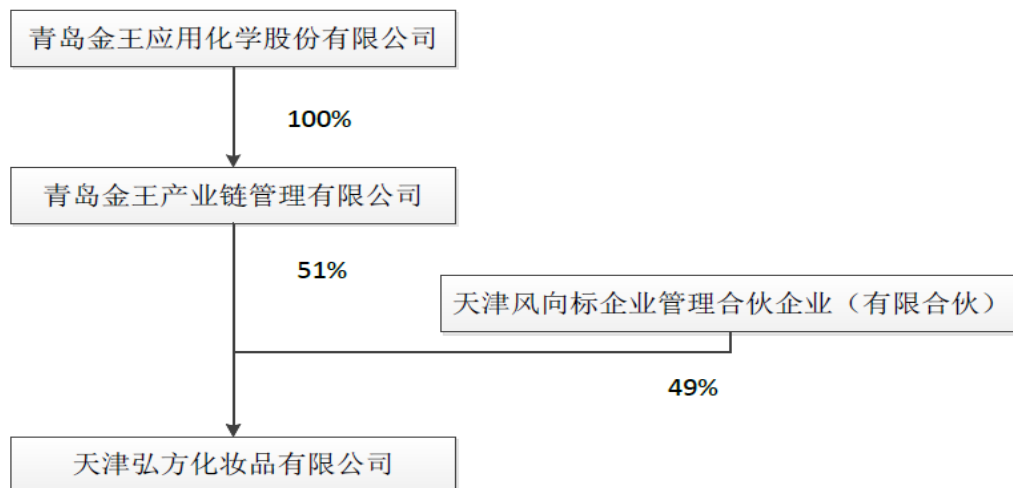 青岛金王应用化学股份有限公司
100%
青岛金王产业链管理有限公司
51%
天津风向标企业管理合伙企业（有限合伙）
49%
天津弘方化妆品有限公司